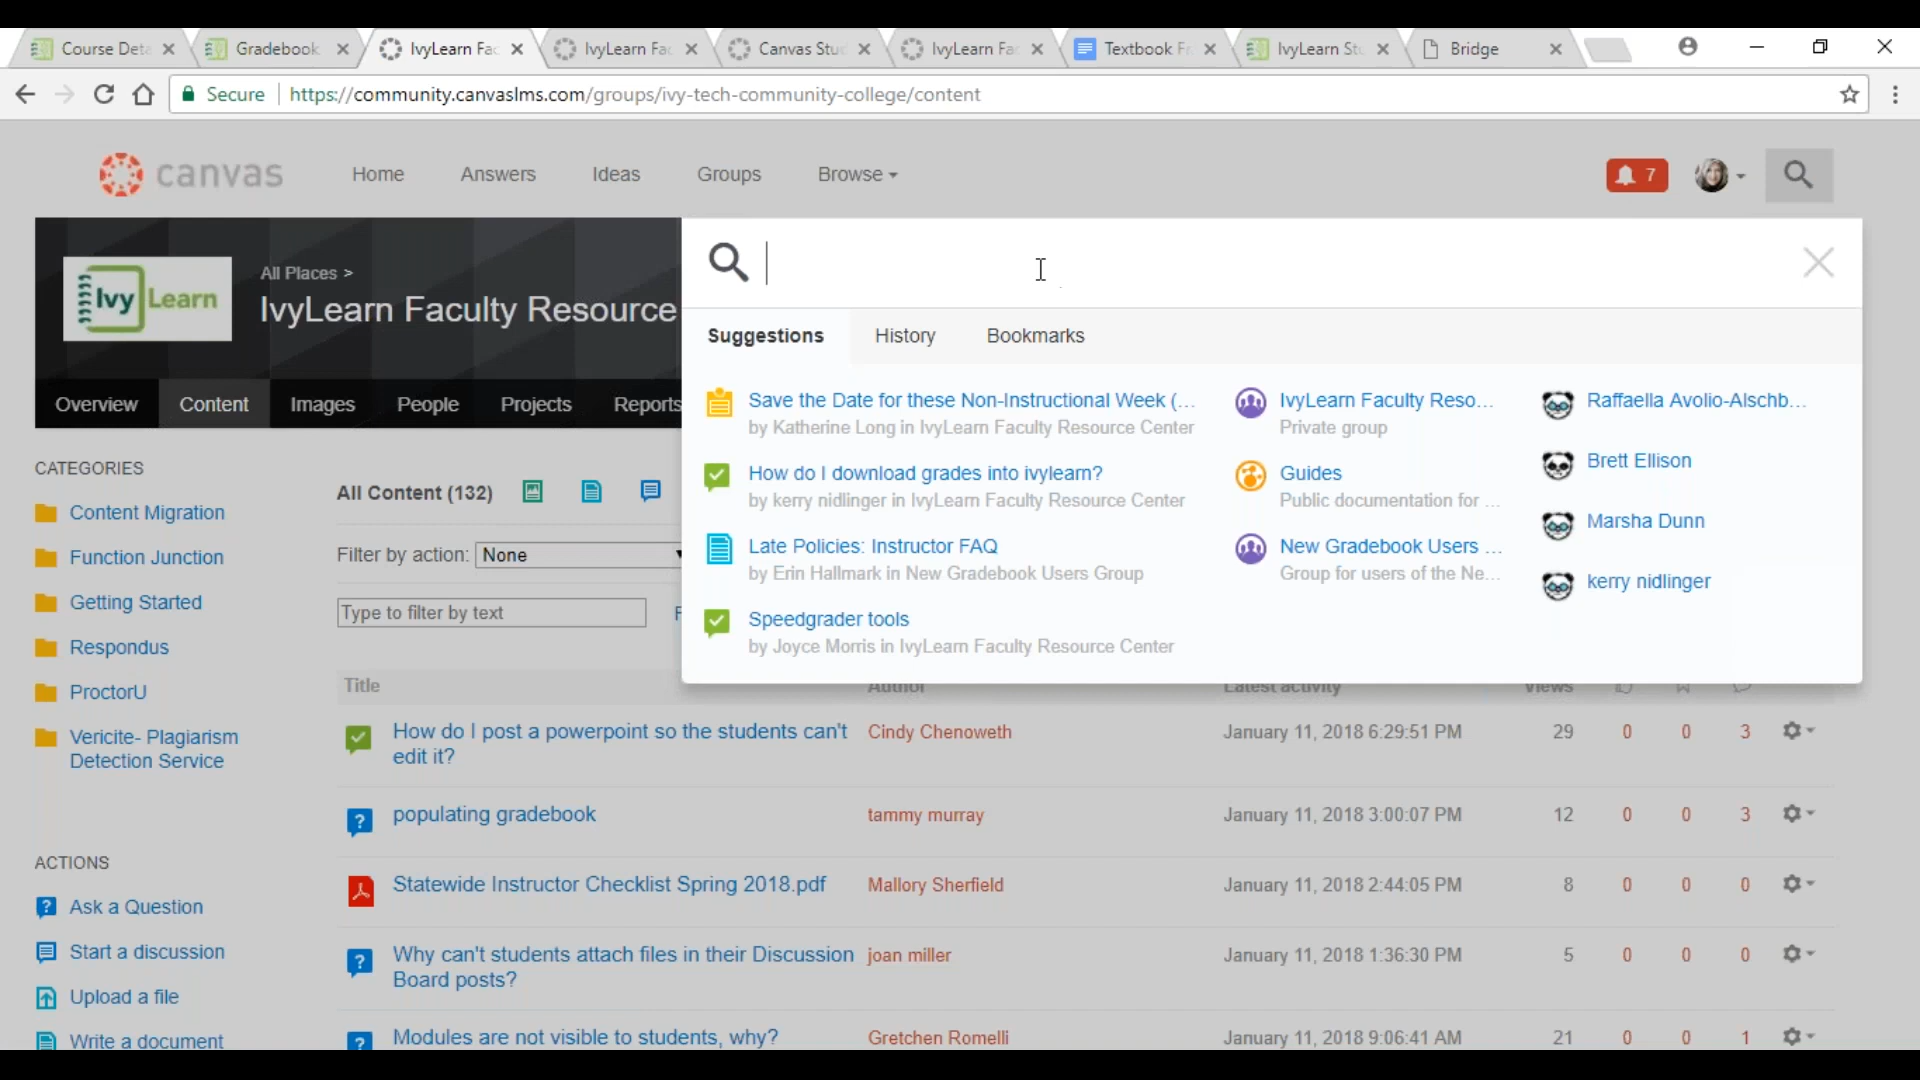 Course Deta
Gradebook
IvyLearn Fac
IvyLearn Fac
Canvas Stud
IvyLearn Fac
Textbook Fr
IvyLearn Stu
Bridge
Secure
https://community.canvaslms.com/groups/ivy-tech-community-college/content
canvas
Home
Answers
Ideas
Groups
Browse
7
Ivy Learn
All Places >
IvyLearn Faculty Resource
Overview
Content
Images
People
Projects
Reports
Suggestions
History
Bookmarks
Save the Date for these Non-Instructional Week (...
by Katherine Long in IvyLearn Faculty Resource Center
How do I download grades into ivylearn?
by kerry nidlinger in IvyLearn Faculty Resource Center
Late Policies: Instructor FAQ
by Erin Hallmark in New Gradebook Users Group
Speedgrader tools
by Joyce Morris in IvyLearn Faculty Resource Center
IvyLearn Faculty Reso...
Private group
Guides
Public documentation for ...
New Gradebook Users ...
Group for users of the Ne...
Raffaella Avolio-Alschb...
Brett Ellison
Marsha Dunn
kerry nidlinger
CATEGORIES
Content Migration
Function Junction
Getting Started
Respondus
ProctorU
Vericite- Plagiarism
Detection Service
ACTIONS
Ask a Question
Start a discussion
Upload a file
Write a document
All Content (132)
Filter by action: None
Type to filter by text
Title
Author
Latest activity
Views
How do I post a powerpoint so the students can't
edit it?
Cindy Chenoweth
January 11, 2018 6:29:51 PM
29 0 0 3
populating gradebook
tammy murray
January 11, 2018 3:00:07 PM
12 0 0 3
Statewide Instructor Checklist Spring 2018.pdf
Mallory Sherfield
January 11, 2018 2:44:05 PM
8 0 0 0
Why can't students attach files in their Discussion
Board posts?
joan miller
January 11, 2018 1:36:30 PM
5 0 0 0
Modules are not visible to students, why?
Gretchen Romelli
January 11, 2018 9:06:41 AM
21 0 0 1